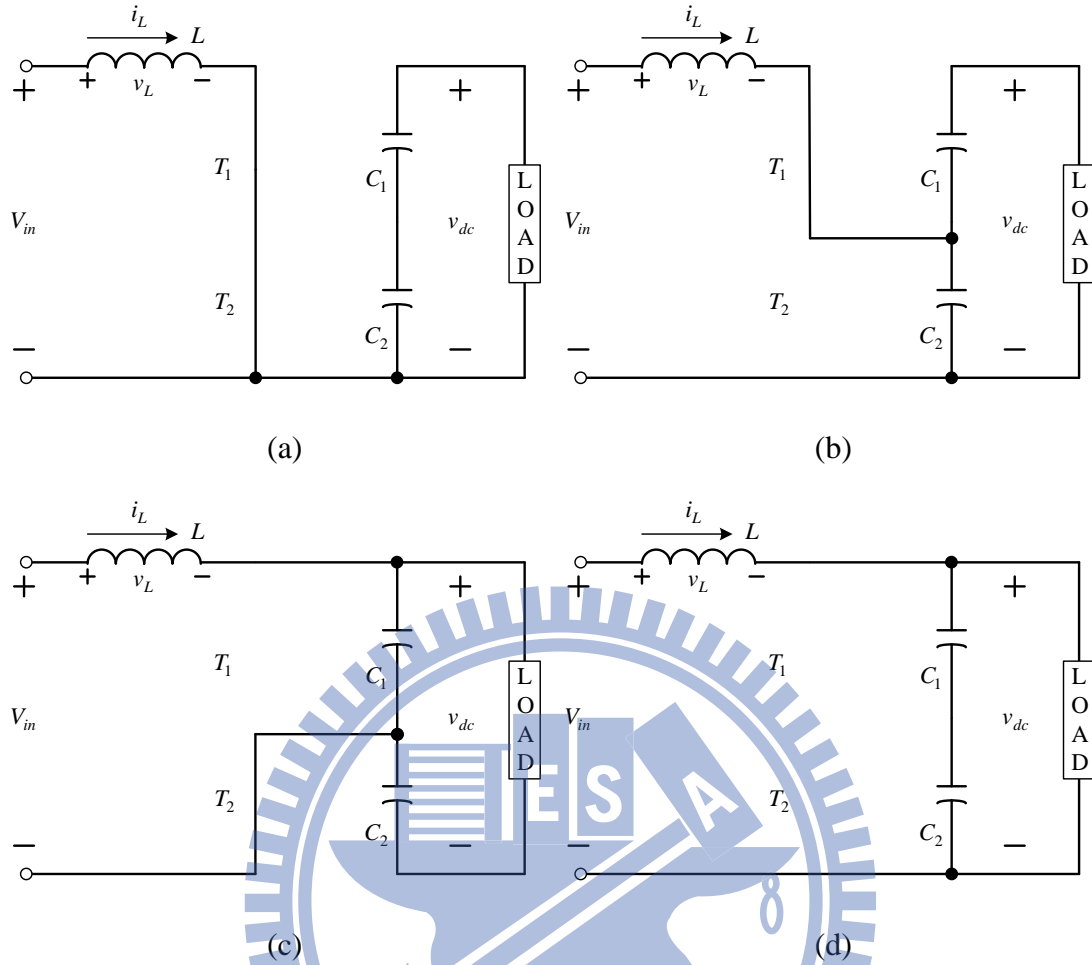 i_L L
+ v_L −
+
+
T_1
C_1
L
O
A
D
V_in
v_dc
T_2
C_2
−
−
(a)
i_L L
+ v_L −
+
+
T_1
C_1
L
O
A
D
V_in
v_dc
T_2
C_2
−
−
(b)
i_L L
+ v_L −
+
+
T_1
C_1
L
O
A
D
V_in
v_dc
T_2
C_2
−
−
(c)
i_L L
+ v_L −
+
+
T_1
C_1
L
O
A
D
V_in
v_dc
T_2
C_2
−
−
(d)
E S A
8